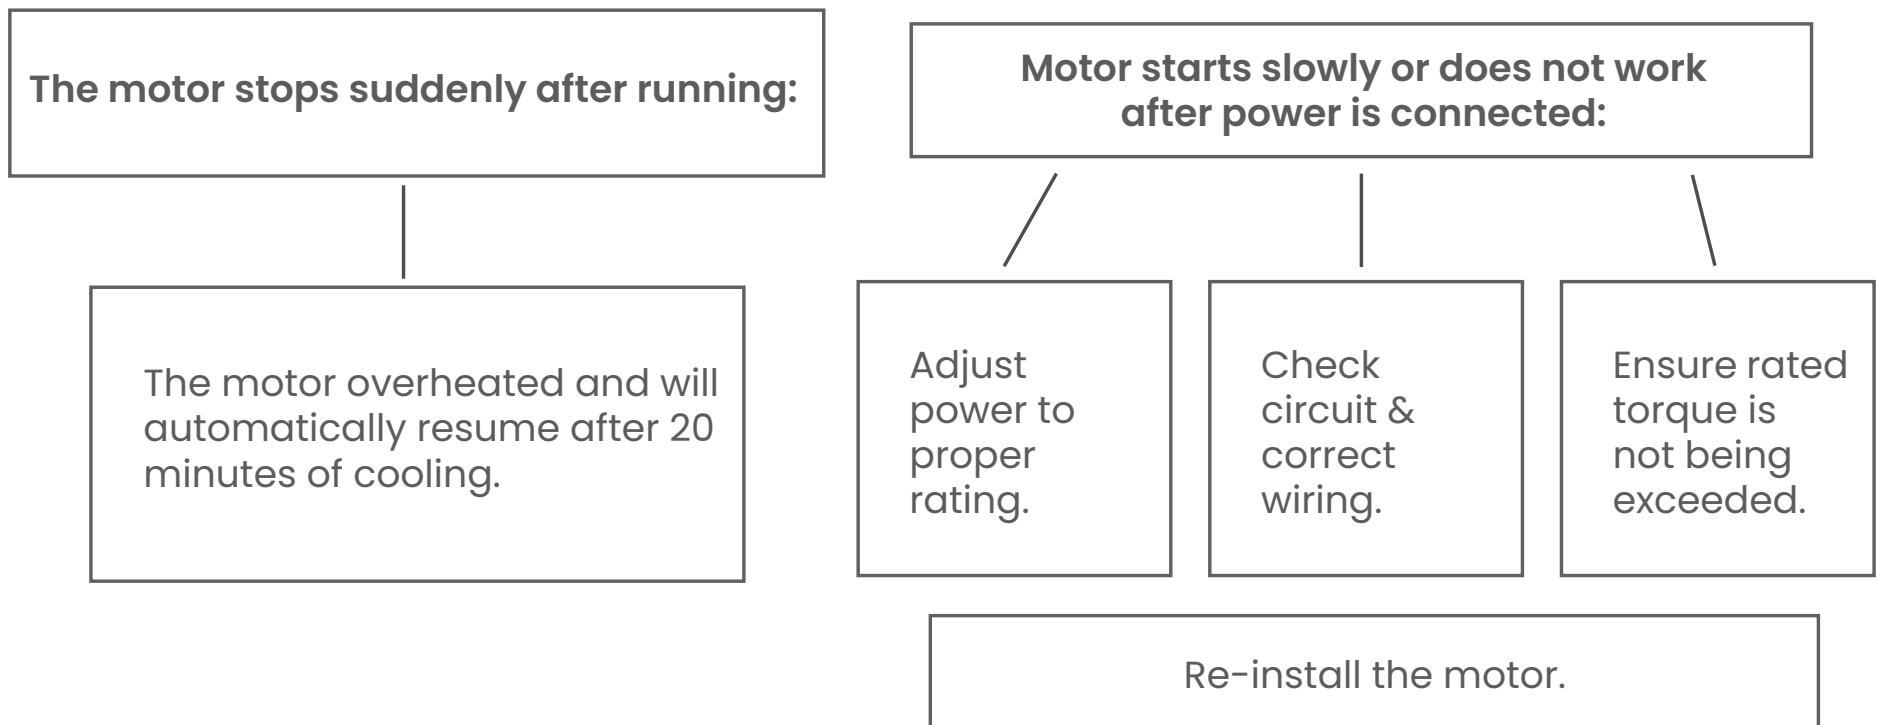 The motor stops suddenly after running:
The motor overheated and will
automatically resume after 20
minutes of cooling.
Motor starts slowly or does not work
after power is connected:
Adjust
power to
proper
rating.
Check
circuit &
correct
wiring.
Ensure rated
torque is
not being
exceeded.
Re-install the motor.